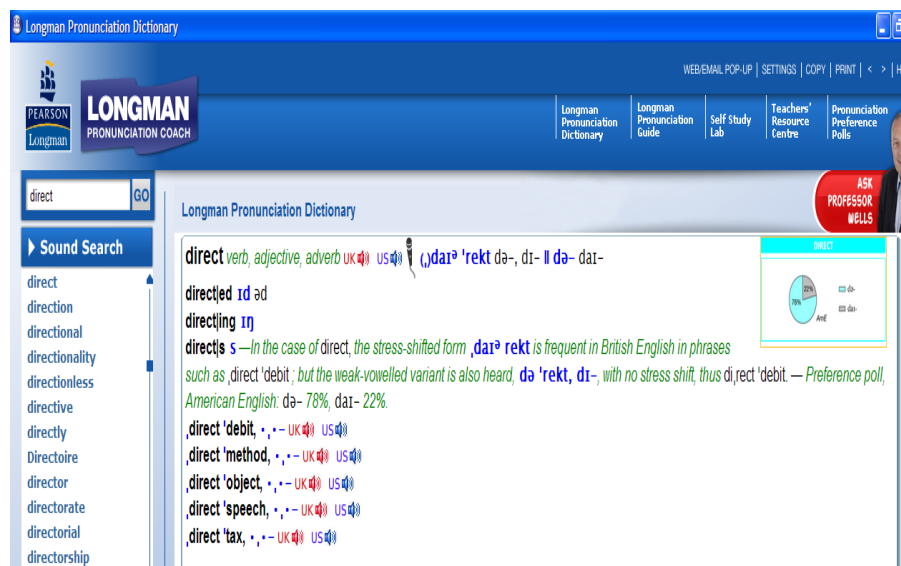 Longman Pronunciation Dictionary
WEB/EMAIL POP-UP | SETTINGS | COPY | PRINT | < > | H
PEARSON
Longman
LONGMAN
PRONUNCIATION COACH
Longman Pronunciation Dictionary
Longman Pronunciation Guide
Self Study Lab
Teachers' Resource Centre
Pronunciation Preference Polls
ASK
PROFESSOR
WELLS
direct GO
Sound Search
direct
direction
directional
directionality
directionless
directive
directly
Directoire
director
directorate
directorial
directorship
Longman Pronunciation Dictionary
direct verb, adjective, adverb UK US (ˌ)daɪᵊ ˈrekt də–, dɪ– ǁ də– daɪ–
direct|ed ɪd əd
direct|ing ɪŋ
direct|s s —In the case of direct, the stress-shifted form ˌdaɪᵊ rekt is frequent in British English in phrases
such as ˌdirect ˈdebit ; but the weak-vowelled variant is also heard, də ˈrekt, dɪ–, with no stress shift, thus diˌrect ˈdebit. — Preference poll,
American English: də– 78%, daɪ– 22%.
ˌdirect ˈdebit, •ˌ•– UK US
ˌdirect ˈmethod, •ˌ•– UK US
ˌdirect ˈobject, •ˌ•– UK US
ˌdirect ˈspeech, •ˌ•– UK US
ˌdirect ˈtax, •ˌ•– UK US
DIRECT
22%
78%
AmE
də-
daɪ-